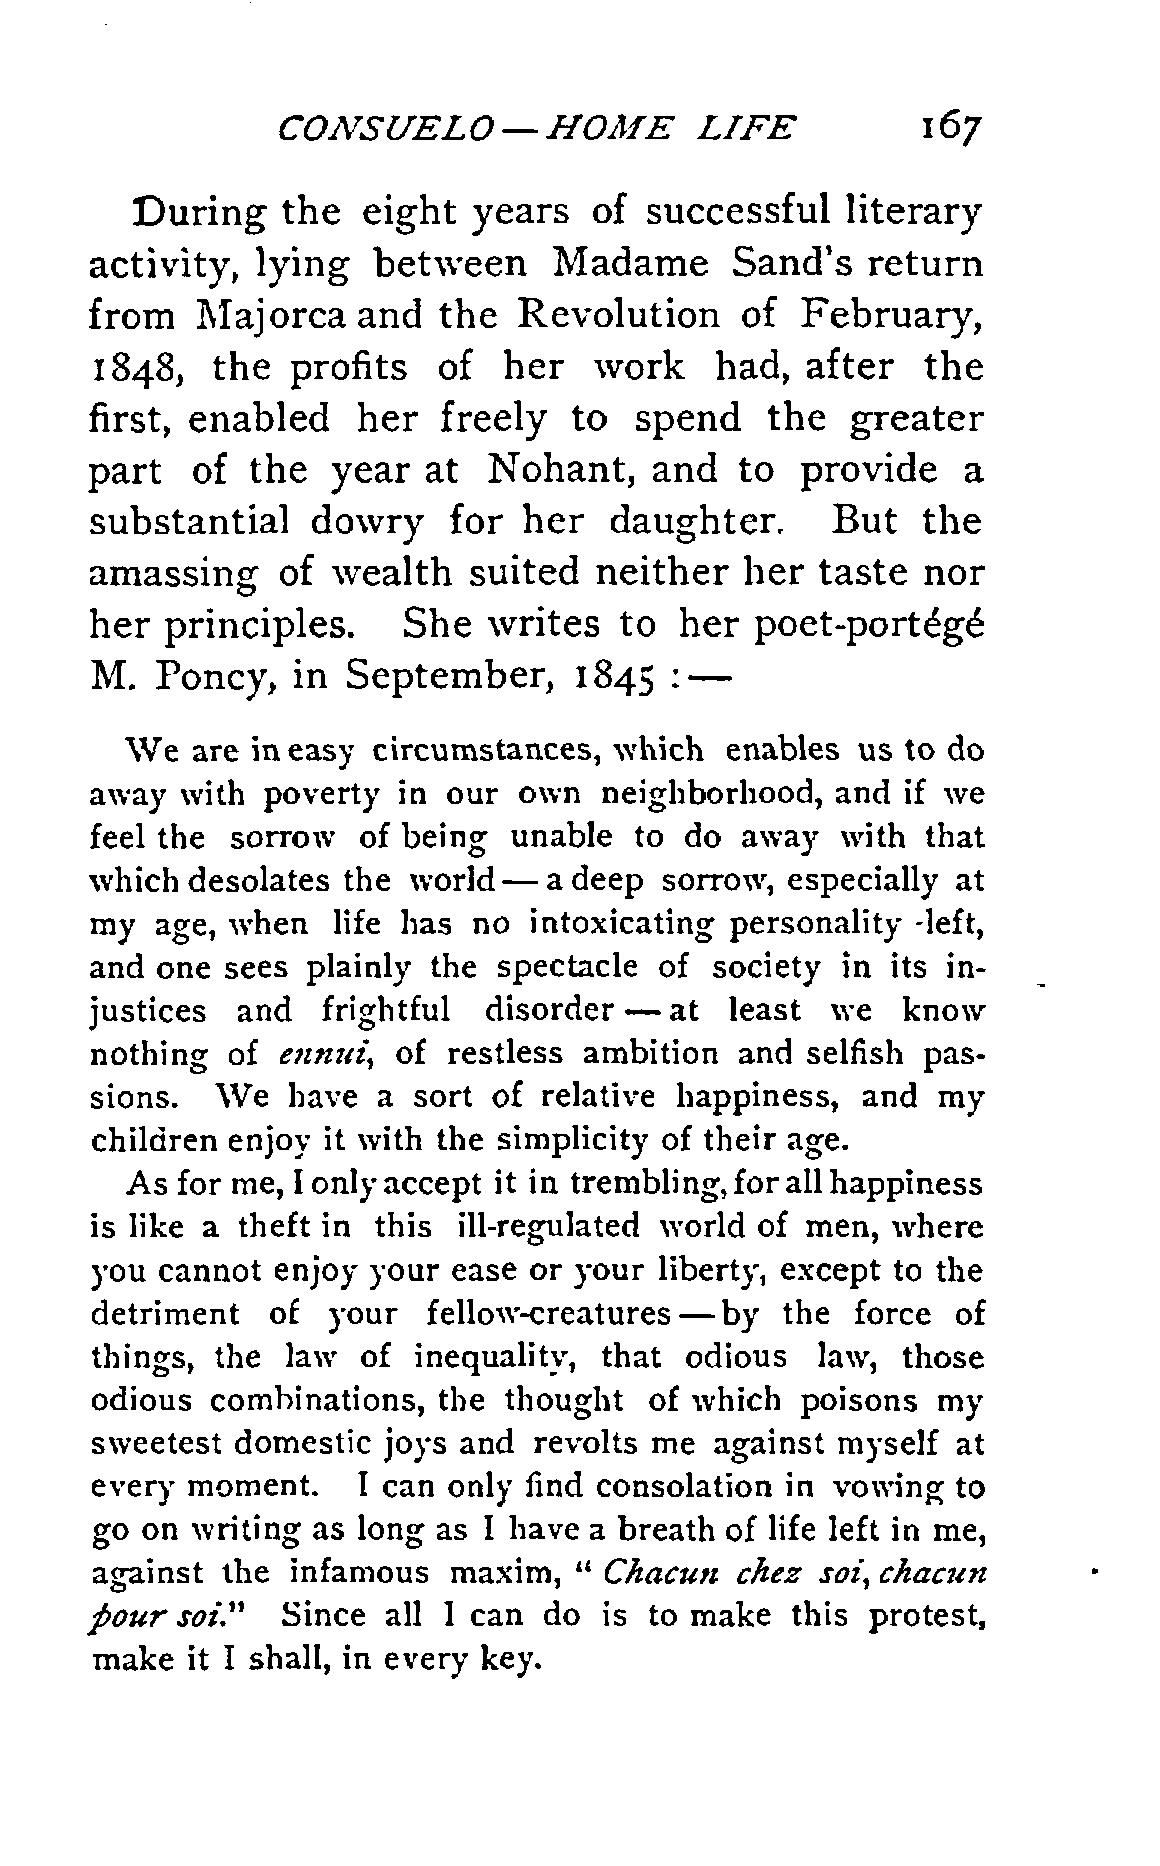 CONSUELO — HOME LIFE 167
During the eight years of successful literary
activity, lying between Madame Sand's return
from Majorca and the Revolution of February,
1848, the profits of her work had, after the
first, enabled her freely to spend the greater
part of the year at Nohant, and to provide a
substantial dowry for her daughter. But the
amassing of wealth suited neither her taste nor
her principles. She writes to her poet-portégé
M. Poncy, in September, 1845 : —
We are in easy circumstances, which enables us to do
away with poverty in our own neighborhood, and if we
feel the sorrow of being unable to do away with that
which desolates the world — a deep sorrow, especially at
my age, when life has no intoxicating personality left,
and one sees plainly the spectacle of society in its in-
justices and frightful disorder — at least we know
nothing of ennui, of restless ambition and selfish pas-
sions. We have a sort of relative happiness, and my
children enjoy it with the simplicity of their age.
As for me, I only accept it in trembling, for all happiness
is like a theft in this ill-regulated world of men, where
you cannot enjoy your ease or your liberty, except to the
detriment of your fellow-creatures — by the force of
things, the law of inequality, that odious law, those
odious combinations, the thought of which poisons my
sweetest domestic joys and revolts me against myself at
every moment. I can only find consolation in vowing to
go on writing as long as I have a breath of life left in me,
against the infamous maxim, " Chacun chez soi, chacun
pour soi." Since all I can do is to make this protest,
make it I shall, in every key.